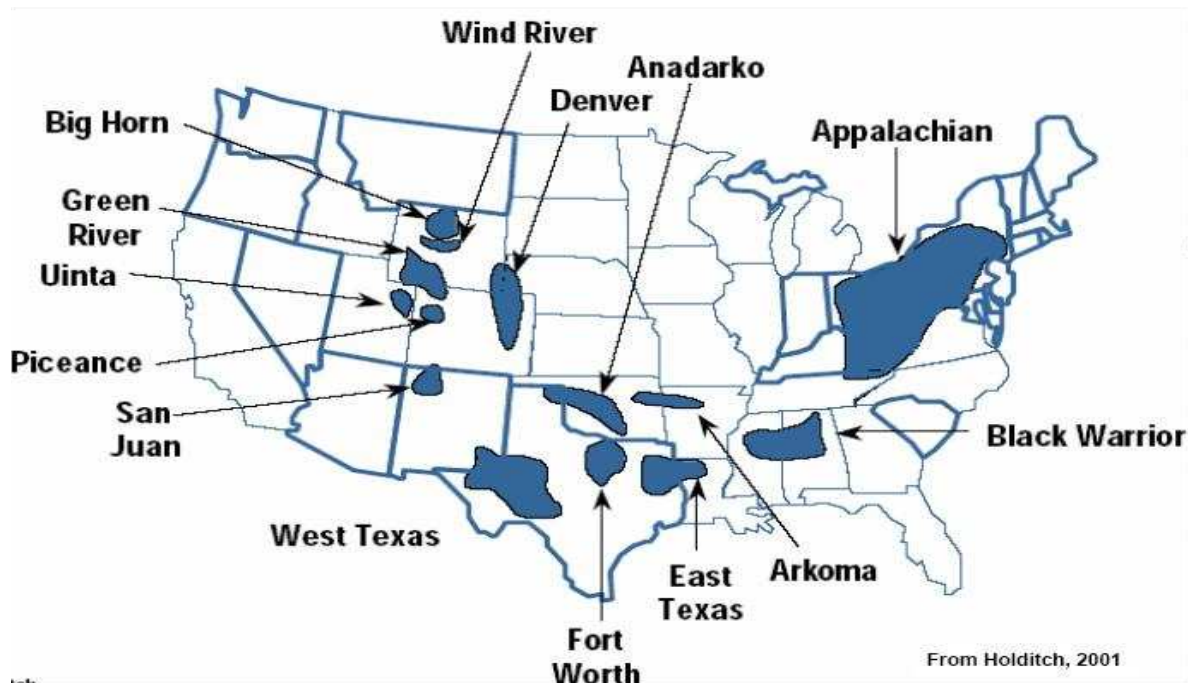 Wind River
Anadarko
Denver
Big Horn
Appalachian
Green
River
Uinta
Piceance
San
Juan
Black Warrior
West Texas
East
Texas
Arkoma
Fort
Worth
From Holditch, 2001